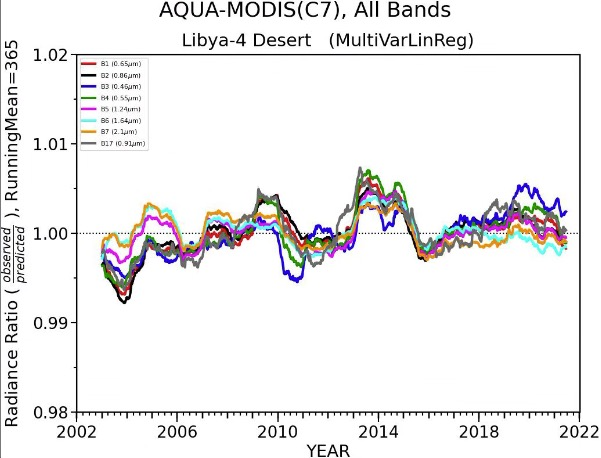 AQUA-MODIS(C7), All Bands
Libya-4 Desert (MultiVarLinReg)
Radiance Ratio ( observed / predicted ), RunningMean=365
1.02
1.01
1.00
0.99
0.98
B1 (0.65μm)
B2 (0.86μm)
B3 (0.46μm)
B4 (0.55μm)
B5 (1.24μm)
B6 (1.64μm)
B7 (2.1μm)
B17 (0.91μm)
2002 2006 2010 2014 2018 2022
YEAR